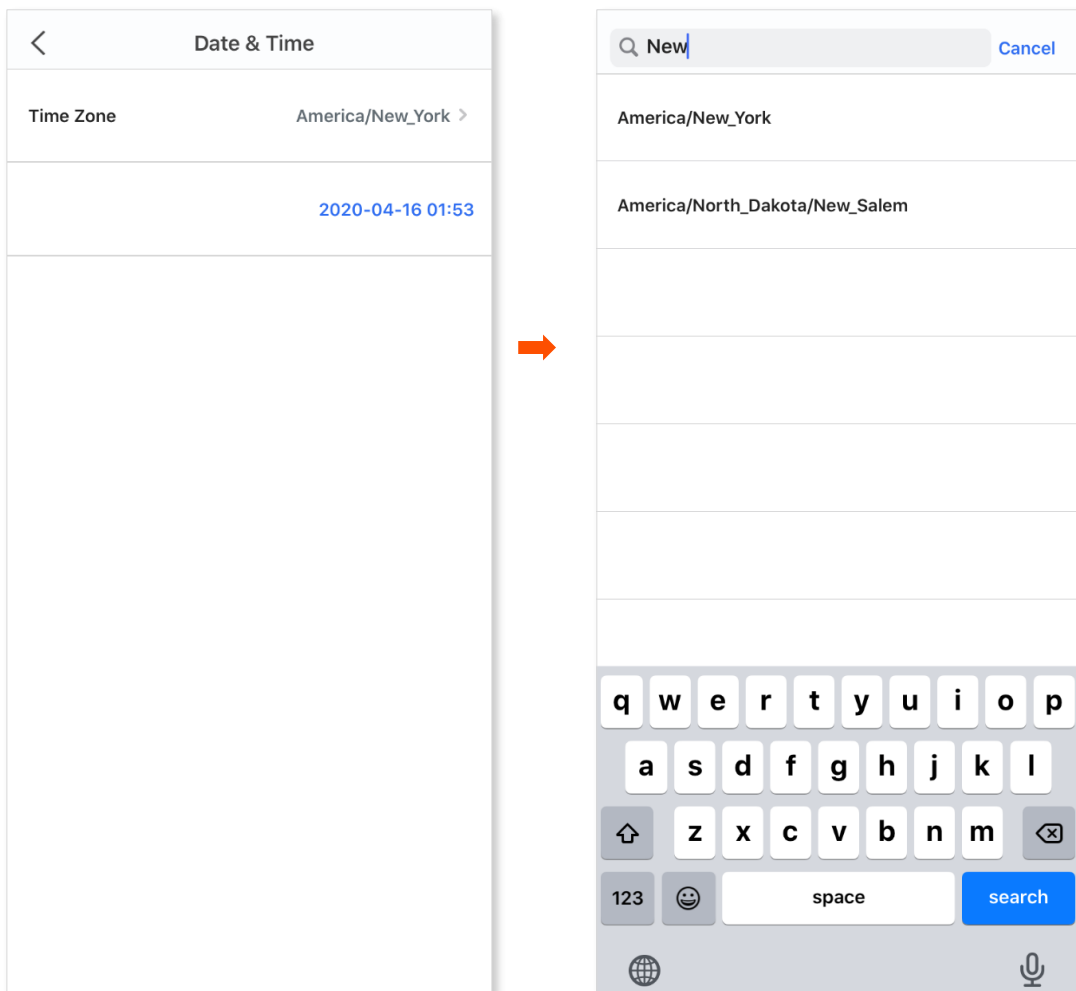 Date & Time
Time Zone America/New_York
2020-04-16 01:53
New Cancel
America/New_York
America/North_Dakota/New_Salem
q w e r t y u i o p
a s d f g h j k l
z x c v b n m
123 space search